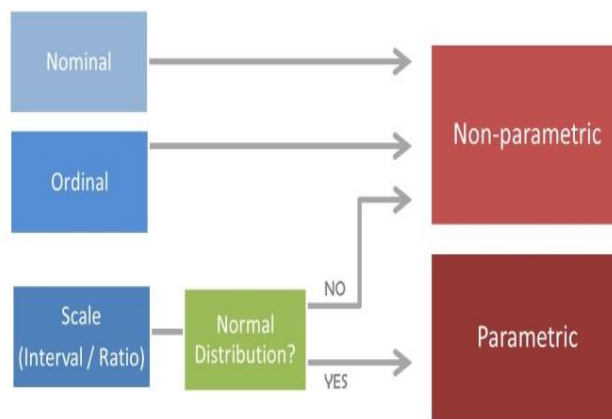 Nominal
Ordinal
Scale
(Interval / Ratio)
Normal
Distribution?
NO
YES
Non-parametric
Parametric